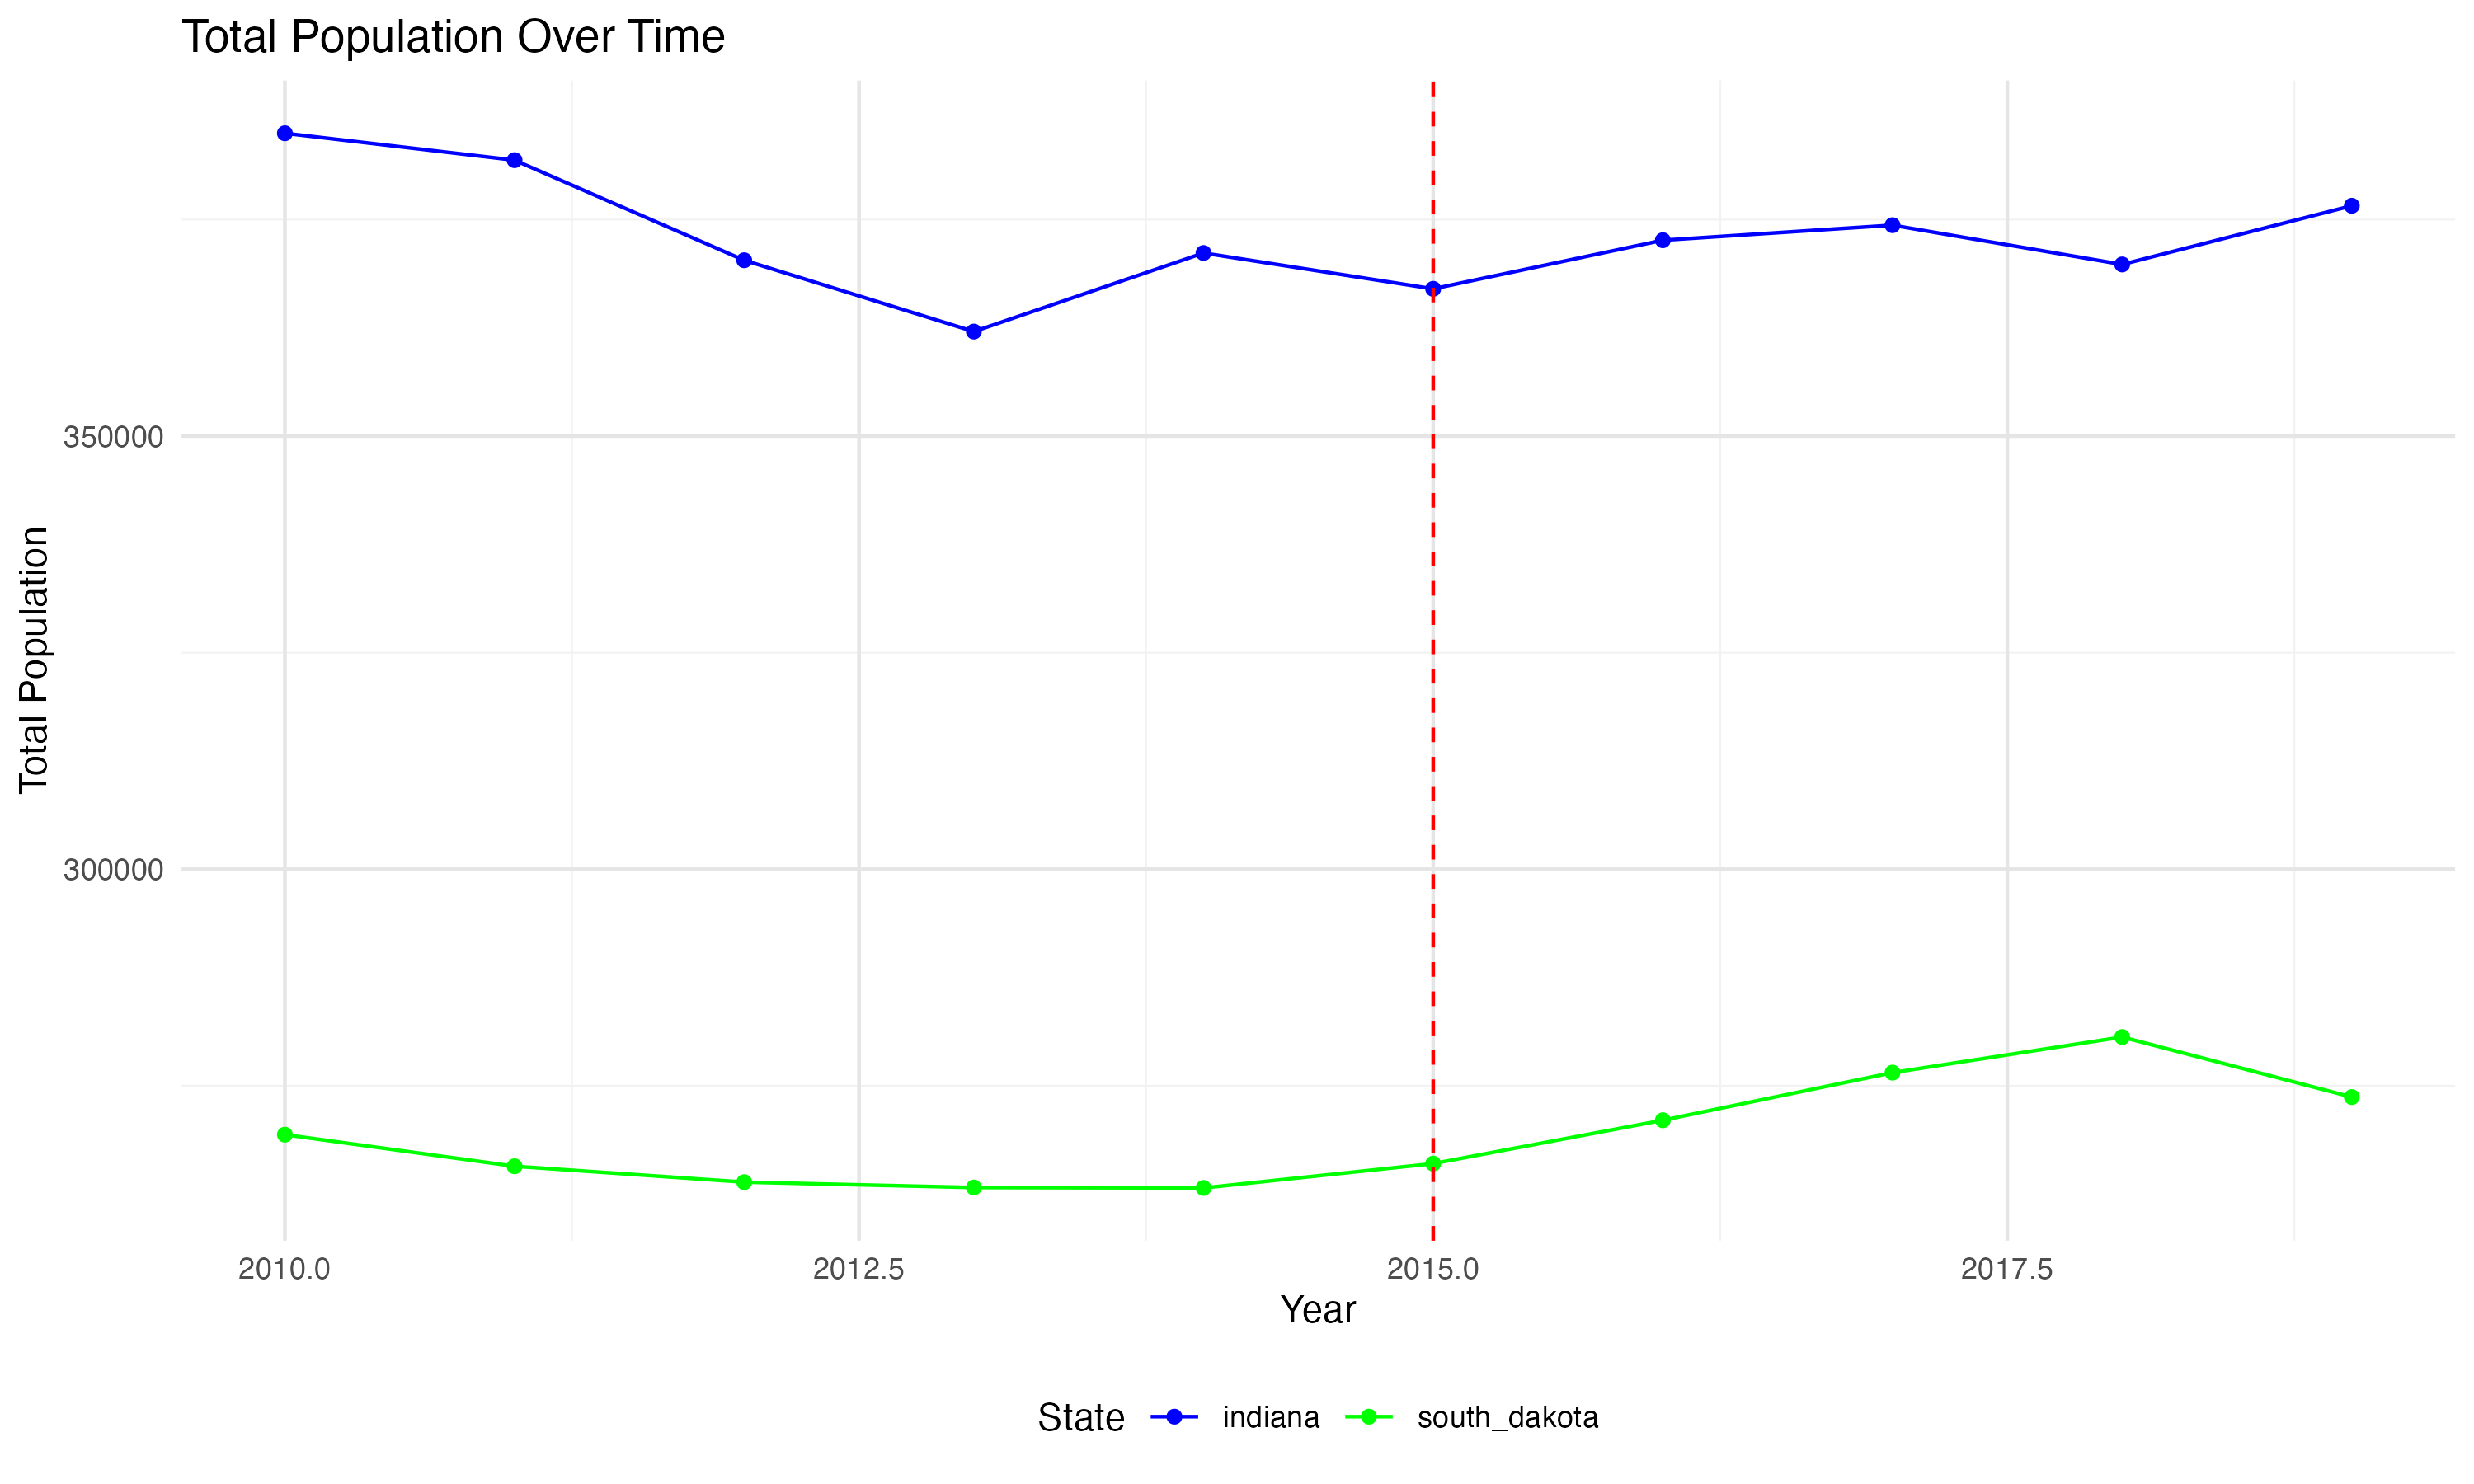 Total Population Over Time
Total Population
350000
300000
2010.0 2012.5 2015.0 2017.5
Year
State indiana south_dakota